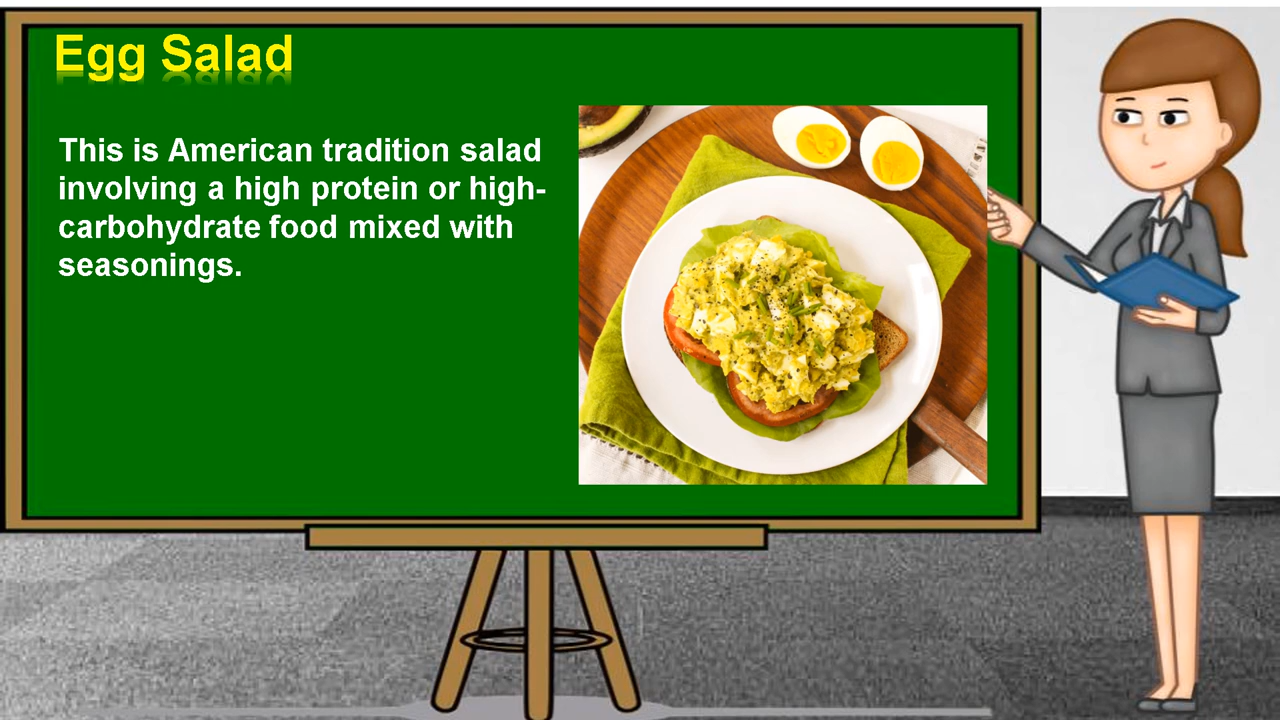 Egg Salad
This is American tradition salad
involving a high protein or high-
carbohydrate food mixed with
seasonings.